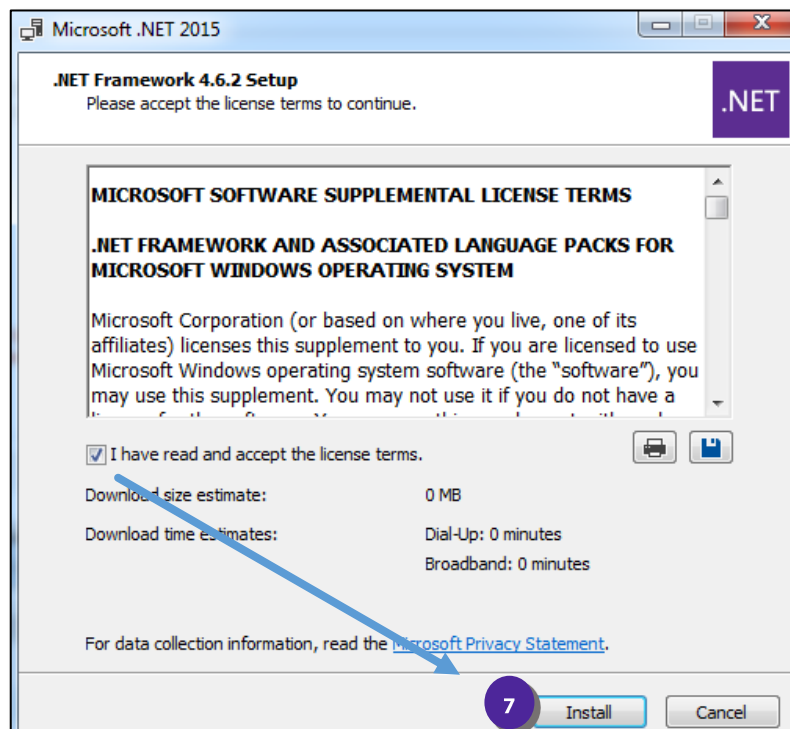 Microsoft .NET 2015
.NET Framework 4.6.2 Setup
Please accept the license terms to continue.
.NET
MICROSOFT SOFTWARE SUPPLEMENTAL LICENSE TERMS
.NET FRAMEWORK AND ASSOCIATED LANGUAGE PACKS FOR
MICROSOFT WINDOWS OPERATING SYSTEM
Microsoft Corporation (or based on where you live, one of its
affiliates) licenses this supplement to you. If you are licensed to use
Microsoft Windows operating system software (the “software”), you
may use this supplement. You may not use it if you do not have a
I have read and accept the license terms.
Download size estimate: 0 MB
Download time estimates: Dial-Up: 0 minutes
Broadband: 0 minutes
For data collection information, read the Microsoft Privacy Statement.
7 Install Cancel